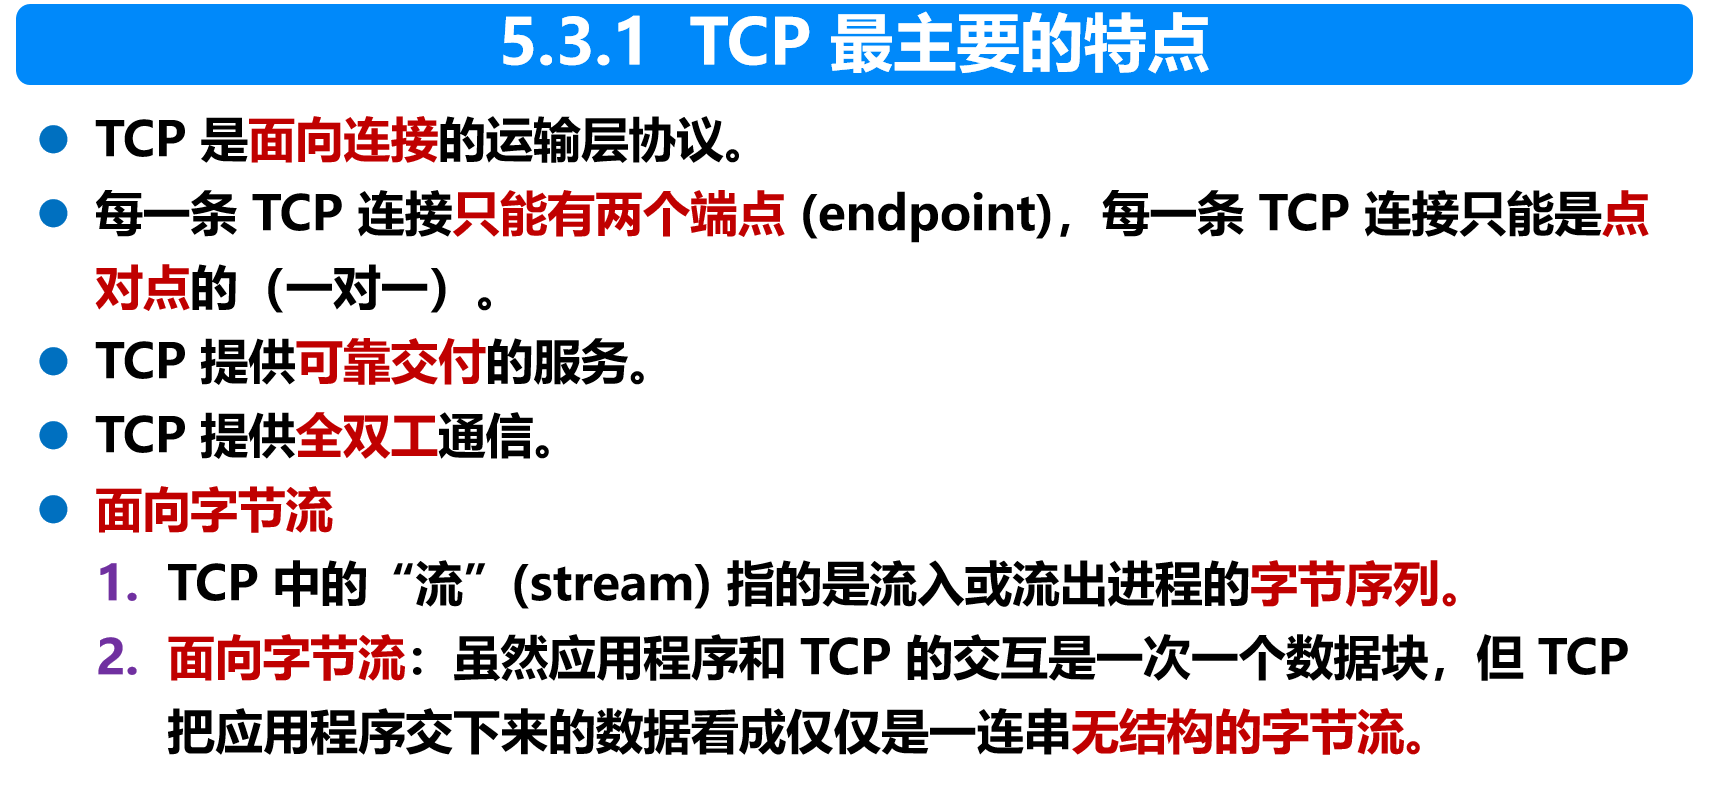 5.3.1 TCP 最主要的特点
TCP 是面向连接的运输层协议。
每一条 TCP 连接只能有两个端点 (endpoint)，每一条 TCP 连接只能是点
对点的（一对一）。
TCP 提供可靠交付的服务。
TCP 提供全双工通信。
面向字节流
1. TCP 中的“流”(stream) 指的是流入或流出进程的字节序列。
2. 面向字节流：虽然应用程序和 TCP 的交互是一次一个数据块，但 TCP
把应用程序交下来的数据看成仅仅是一连串无结构的字节流。